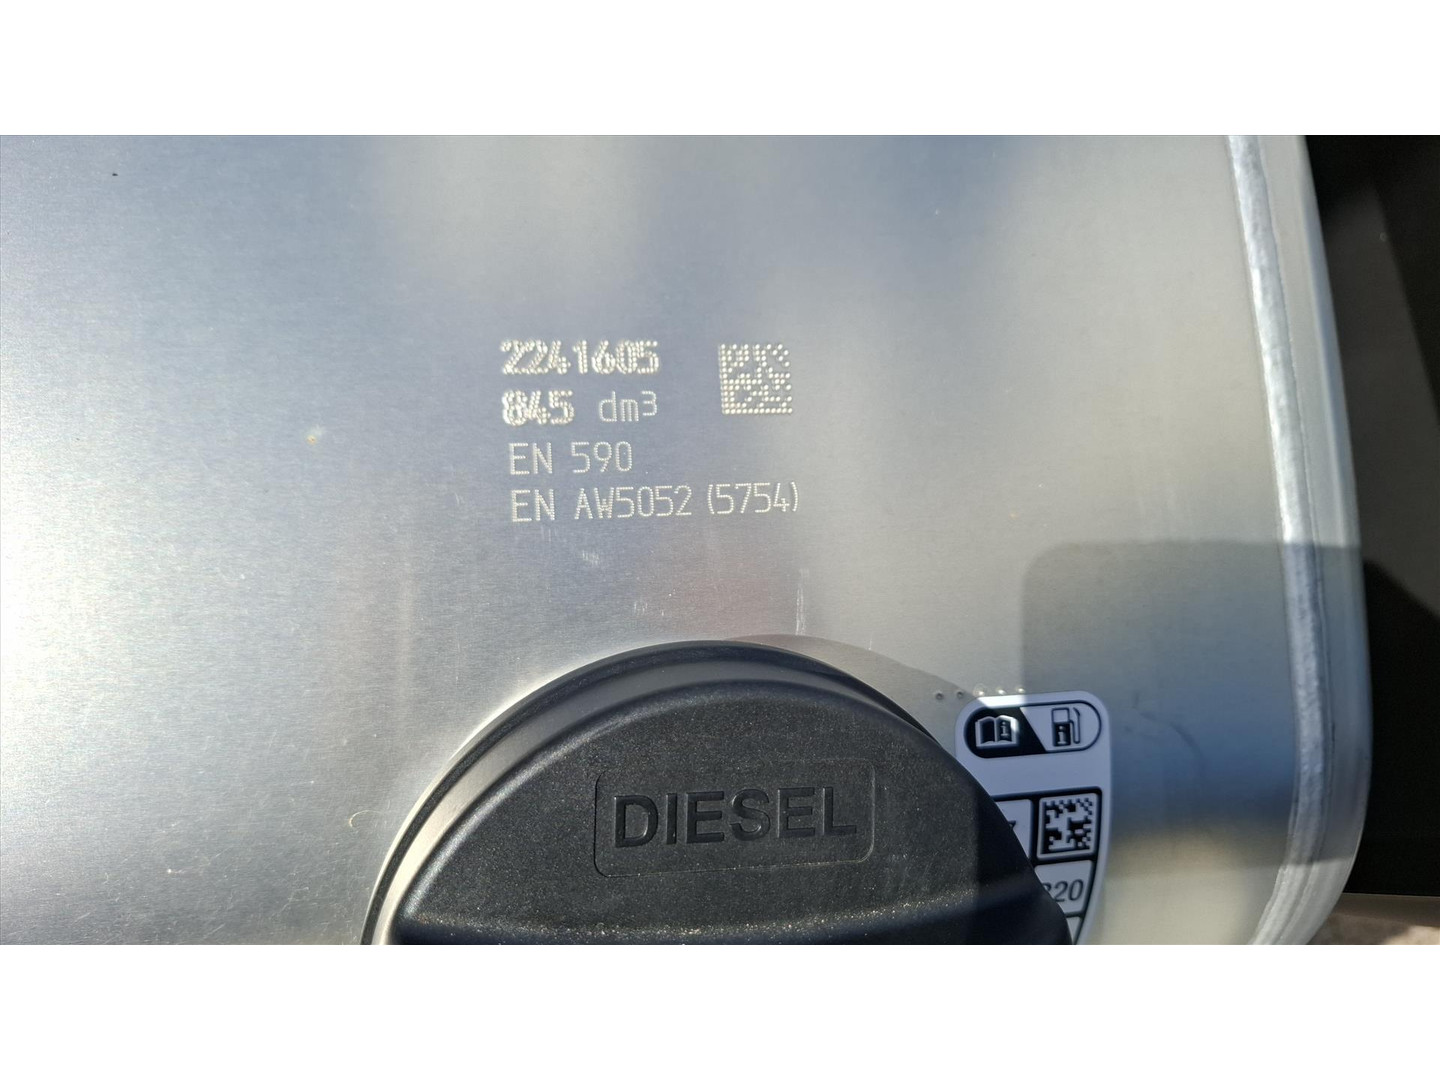 2241605
845 dm3
EN 590
EN AW5052 (5754)
DIESEL